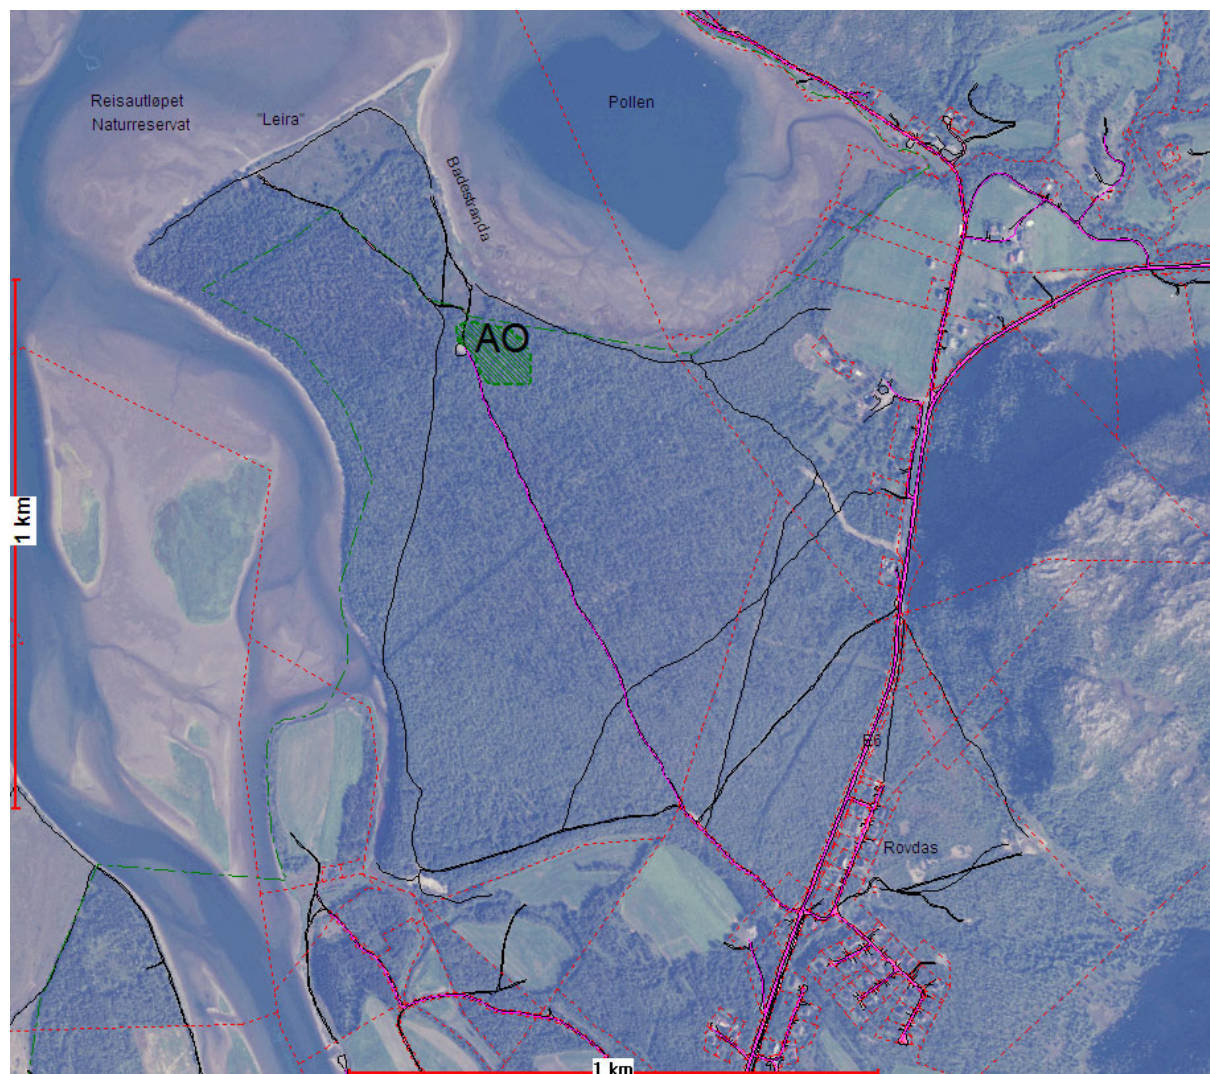 Reisautløpet
Naturreservat
"Leira"
Pollen
Badestranda
AO
1 km
E6
Rovdas
1 km